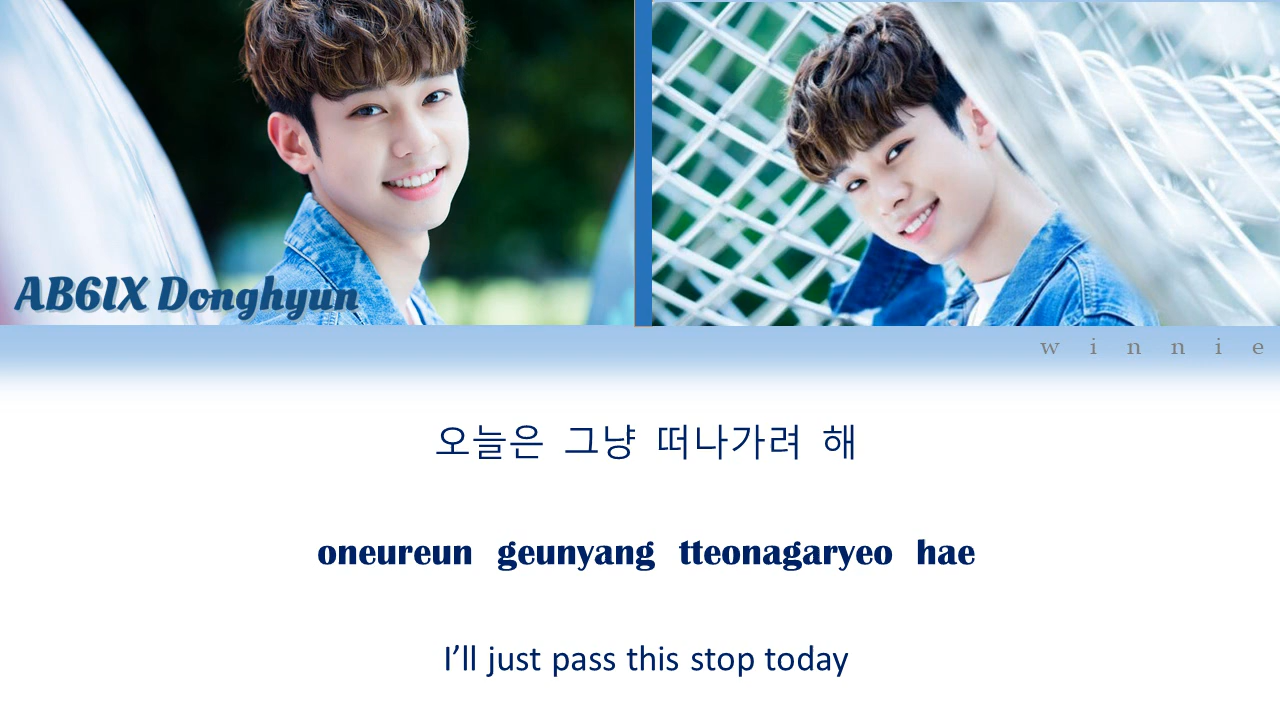 AB6IX Donghyun
w i n n i e
오늘은 그냥 떠나가려 해
oneureun geunyang tteonagaryeo hae
I’ll just pass this stop today